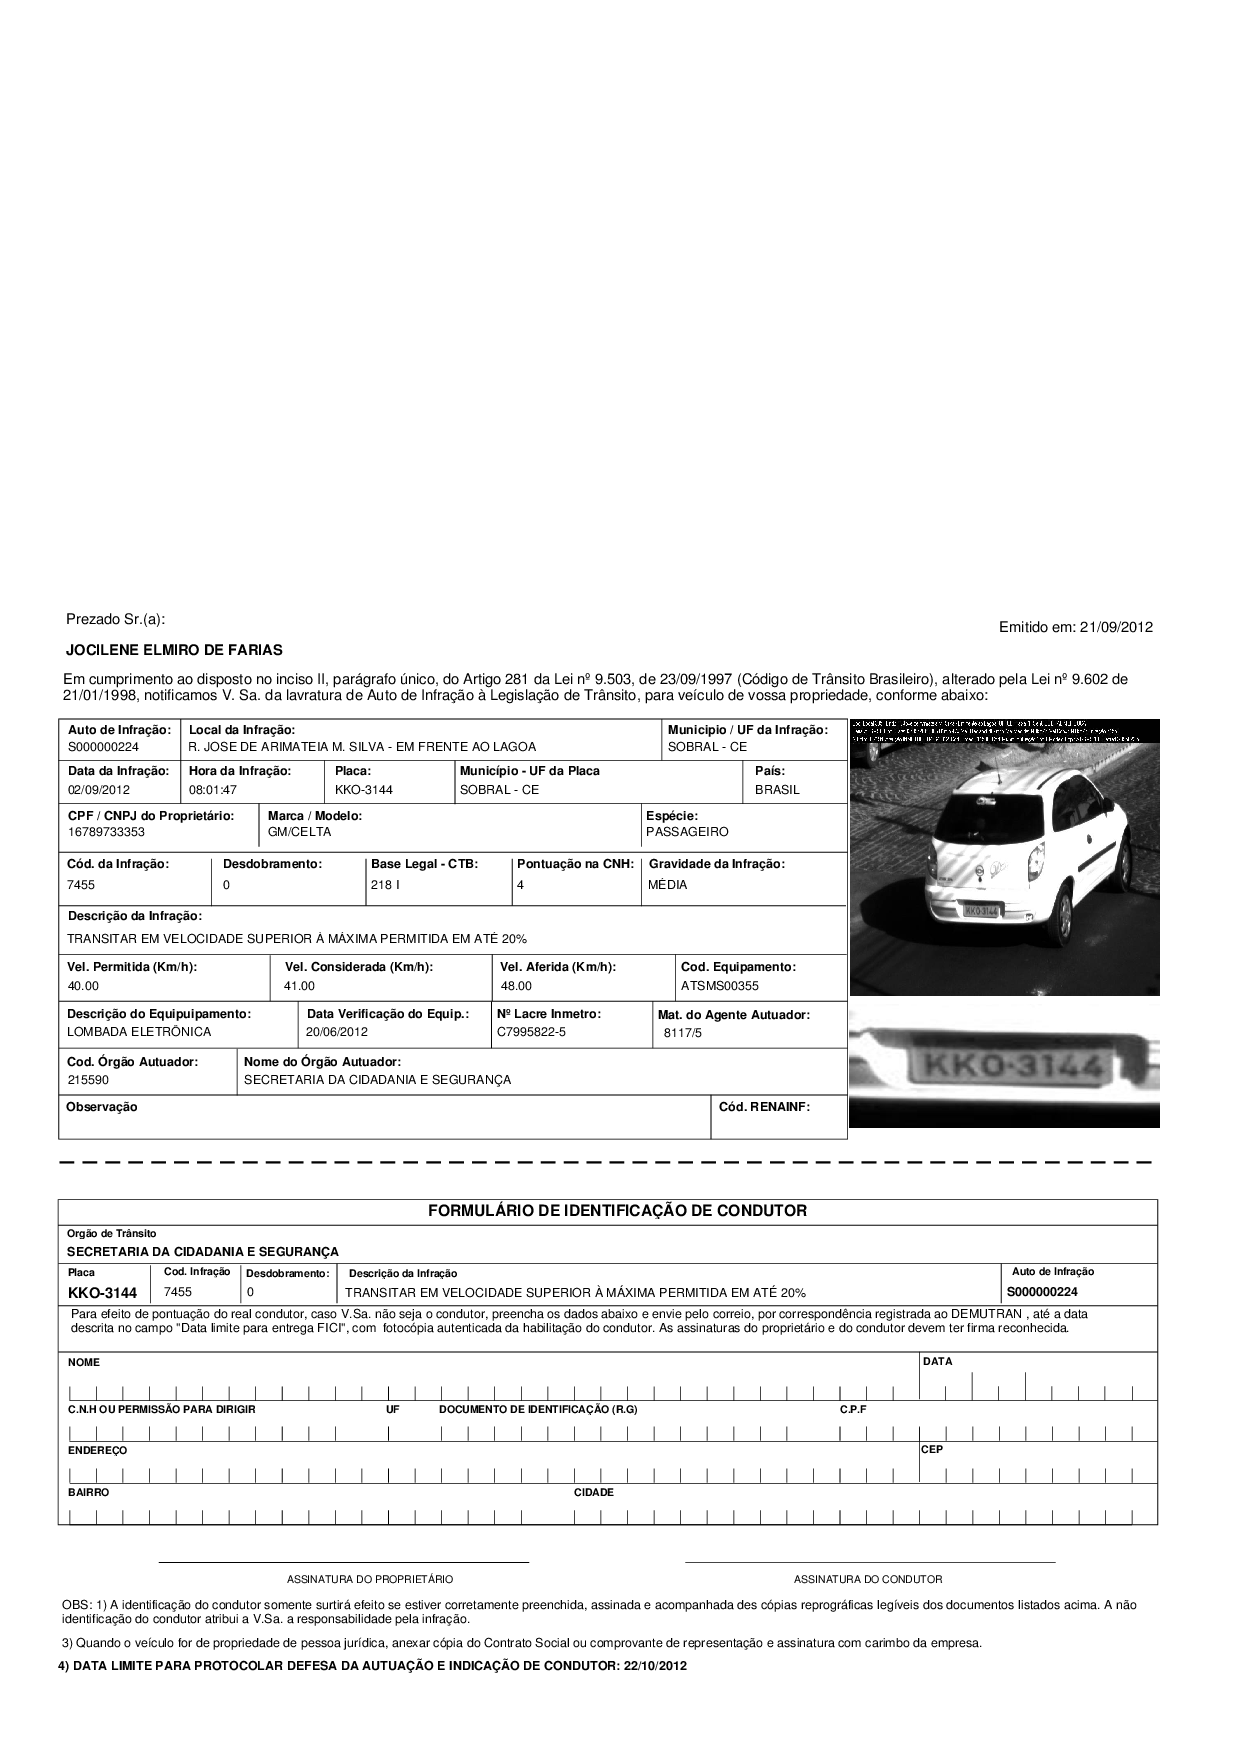 Prezado Sr.(a):
Emitido em: 21/09/2012
JOCILENE ELMIRO DE FARIAS
Em cumprimento ao disposto no inciso II, parágrafo único, do Artigo 281 da Lei nº 9.503, de 23/09/1997 (Código de Trânsito Brasileiro), alterado pela Lei nº 9.602 de
21/01/1998, notificamos V. Sa. da lavratura de Auto de Infração à Legislação de Trânsito, para veículo de vossa propriedade, conforme abaixo:
Auto de Infração: Local da Infração: Municipio / UF da Infração:
S000000224 R. JOSE DE ARIMATEIA M. SILVA - EM FRENTE AO LAGOA SOBRAL - CE
Data da Infração: Hora da Infração: Placa: Município - UF da Placa País:
02/09/2012 08:01:47 KKO-3144 SOBRAL - CE BRASIL
CPF / CNPJ do Proprietário: Marca / Modelo: Espécie:
16789733353 GM/CELTA PASSAGEIRO
Cód. da Infração: Desdobramento: Base Legal - CTB: Pontuação na CNH: Gravidade da Infração:
7455 0 218 I 4 MÉDIA
Descrição da Infração:
TRANSITAR EM VELOCIDADE SUPERIOR À MÁXIMA PERMITIDA EM ATÉ 20%
Vel. Permitida (Km/h): Vel. Considerada (Km/h): Vel. Aferida (Km/h): Cod. Equipamento:
40.00 41.00 48.00 ATSMS00355
Descrição do Equipuipamento: Data Verificação do Equip.: Nº Lacre Inmetro: Mat. do Agente Autuador:
LOMBADA ELETRÔNICA 20/06/2012 C7995822-5 8117/5
Cod. Órgão Autuador: Nome do Órgão Autuador:
215590 SECRETARIA DA CIDADANIA E SEGURANÇA
Observação Cód. RENAINF:
KKO-3144
KKO-3144
FORMULÁRIO DE IDENTIFICAÇÃO DE CONDUTOR
Orgão de Trânsito
SECRETARIA DA CIDADANIA E SEGURANÇA
Placa Cod. Infração Desdobramento: Descrição da Infração Auto de Infração
KKO-3144 7455 0 TRANSITAR EM VELOCIDADE SUPERIOR À MÁXIMA PERMITIDA EM ATÉ 20% S000000224
Para efeito de pontuação do real condutor, caso V.Sa. não seja o condutor, preencha os dados abaixo e envie pelo correio, por correspondência registrada ao DEMUTRAN , até a data
descrita no campo "Data limite para entrega FICI", com fotocópia autenticada da habilitação do condutor. As assinaturas do proprietário e do condutor devem ter firma reconhecida.
NOME DATA
C.N.H OU PERMISSÃO PARA DIRIGIR UF DOCUMENTO DE IDENTIFICAÇÃO (R.G) C.P.F
ENDEREÇO CEP
BAIRRO CIDADE
ASSINATURA DO PROPRIETÁRIO ASSINATURA DO CONDUTOR
OBS: 1) A identificação do condutor somente surtirá efeito se estiver corretamente preenchida, assinada e acompanhada des cópias reprográficas legíveis dos documentos listados acima. A não
identificação do condutor atribui a V.Sa. a responsabilidade pela infração.
3) Quando o veículo for de propriedade de pessoa jurídica, anexar cópia do Contrato Social ou comprovante de representação e assinatura com carimbo da empresa.
4) DATA LIMITE PARA PROTOCOLAR DEFESA DA AUTUAÇÃO E INDICAÇÃO DE CONDUTOR: 22/10/2012